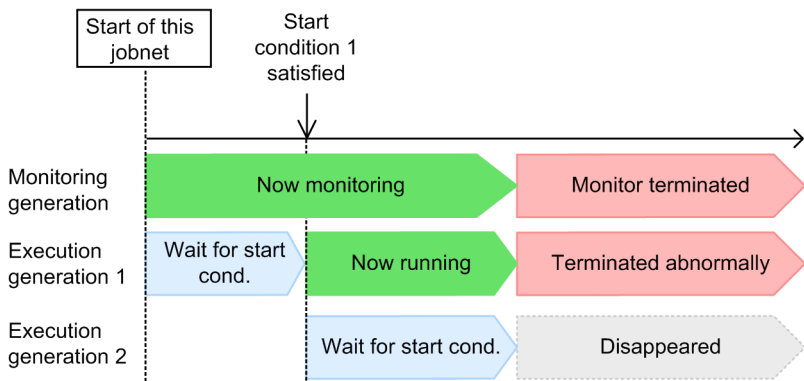 Start of this
jobnet
Start
condition 1
satisfied
Monitoring
generation
Now monitoring
Monitor terminated
Execution
generation 1
Wait for start
cond.
Now running
Terminated abnormally
Execution
generation 2
Wait for start cond.
Disappeared